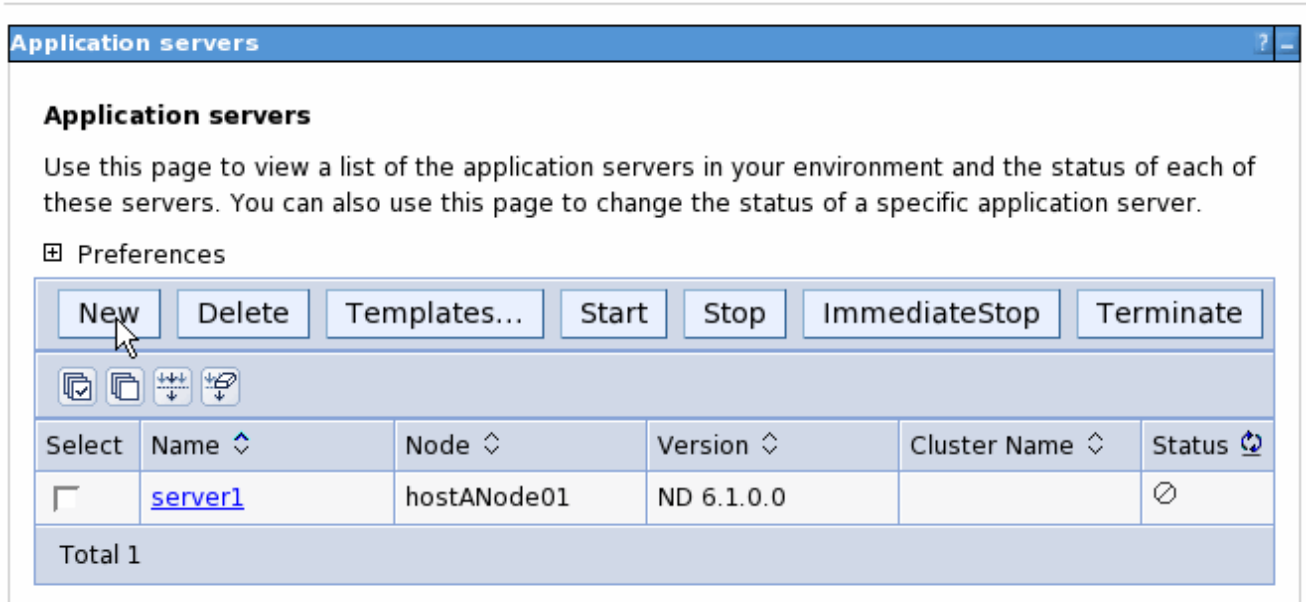 Application servers ? –
Application servers
Use this page to view a list of the application servers in your environment and the status of each of
these servers. You can also use this page to change the status of a specific application server.
Preferences
New Delete Templates... Start Stop ImmediateStop Terminate
Select Name Node Version Cluster Name Status
server1 hostANode01 ND 6.1.0.0
Total 1